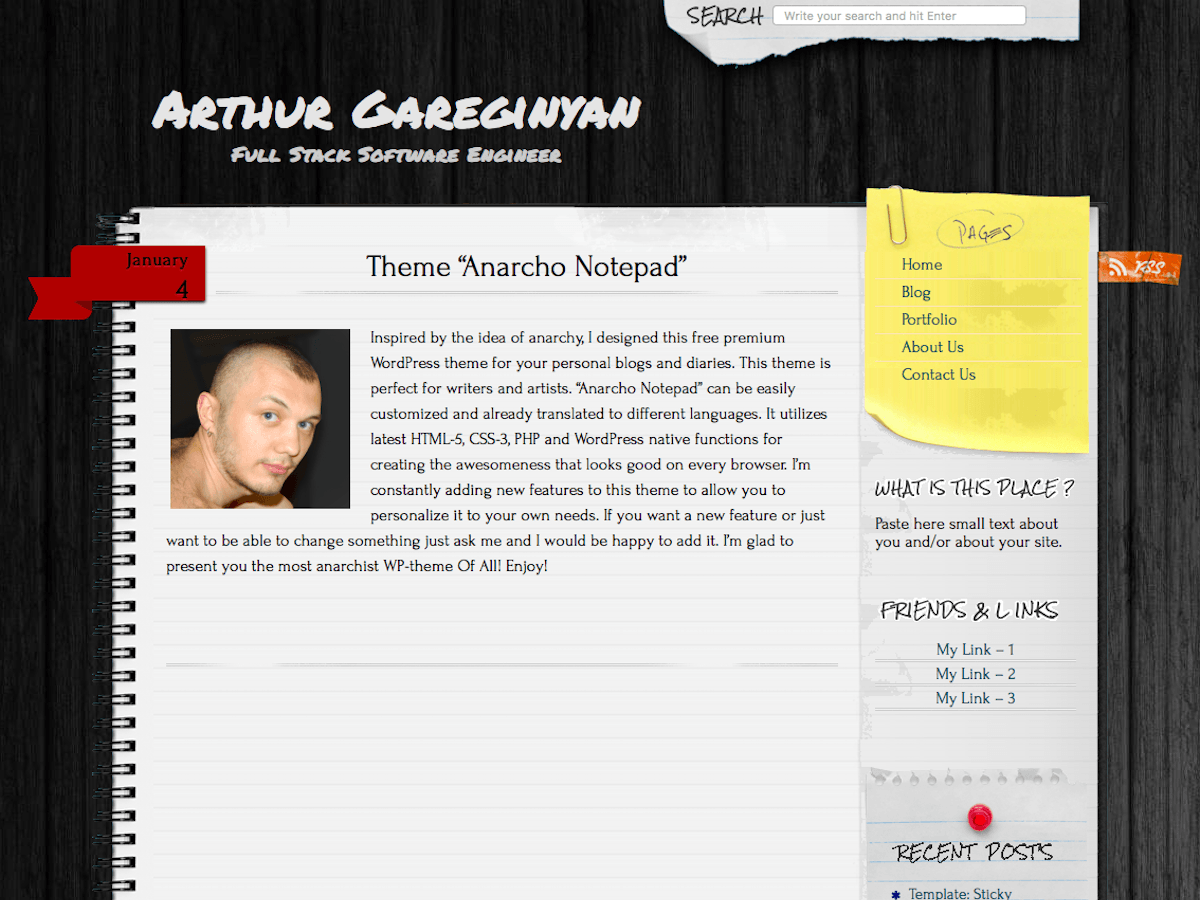 SEARCH
Write your search and hit Enter
Arthur Gareginyan
Full Stack Software Engineer
January
4
Theme “Anarcho Notepad”
Inspired by the idea of anarchy, I designed this free premium
WordPress theme for your personal blogs and diaries. This theme is
perfect for writers and artists. “Anarcho Notepad” can be easily
customized and already translated to different languages. It utilizes
latest HTML-5, CSS-3, PHP and WordPress native functions for
creating the awesomeness that looks good on every browser. I’m
constantly adding new features to this theme to allow you to
personalize it to your own needs. If you want a new feature or just
want to be able to change something just ask me and I would be happy to add it. I’m glad to
present you the most anarchist WP-theme Of All! Enjoy!
PAGES
Home
Blog
Portfolio
About Us
Contact Us
RSS
WHAT IS THIS PLACE ?
Paste here small text about
you and/or about your site.
FRIENDS & LINKS
My Link – 1
My Link – 2
My Link – 3
RECENT POSTS
Template: Sticky